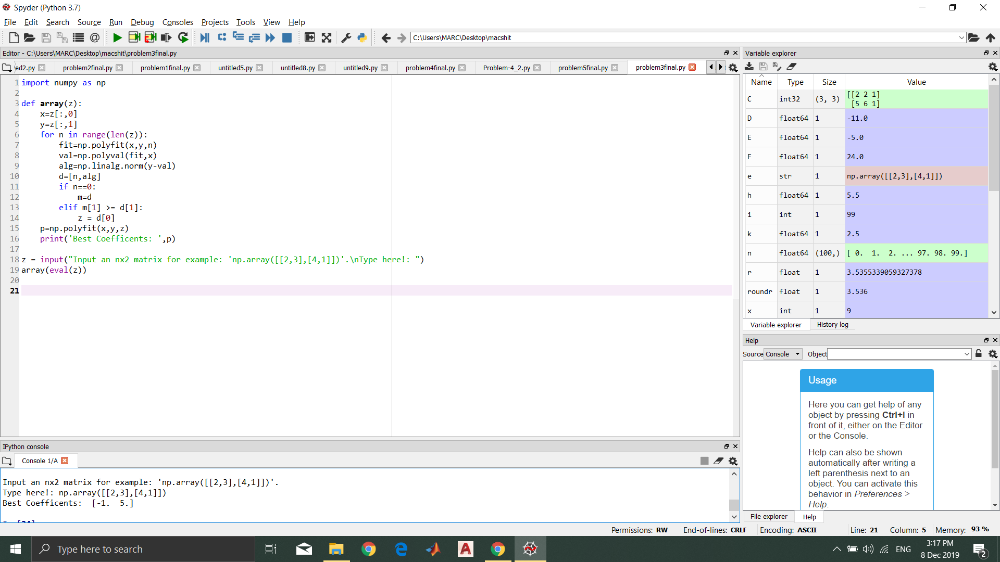 Spyder (Python 3.7)
File Edit Search Source Run Debug Consoles Projects Tools View Help
C:\Users\MARC\Desktop\macshit
Editor - C:\Users\MARC\Desktop\macshit\problem3final.py
ed2.py problem2final.py problem1final.py untitled5.py untitled8.py untitled9.py problem4final.py Problem-4_2.py problem5final.py problem3final.py
1 import numpy as np
2
3 def array(z):
4     x=z[:,0]
5     y=z[:,1]
6     for n in range(len(z)):
7         fit=np.polyfit(x,y,n)
8         val=np.polyval(fit,x)
9         alg=np.linalg.norm(y-val)
10         d=[n,alg]
11         if n==0:
12             m=d
13         elif m[1] >= d[1]:
14             z = d[0]
15     p=np.polyfit(x,y,z)
16     print('Best Coefficents: ',p)
17
18 z = input("Input an nx2 matrix for example: 'np.array([[2,3],[4,1]])'.\nType here!: ")
19 array(eval(z))
20
21
IPython console
Console 1/A
Input an nx2 matrix for example: 'np.array([[2,3],[4,1]])'.
Type here!: np.array([[2,3],[4,1]])
Best Coefficents:  [-1.  5.]
Variable explorer
Name Type Size Value
C int32 (3, 3) [[2 2 1]
[5 6 1]
D float64 1 -11.0
E float64 1 -5.0
F float64 1 24.0
e str 1 np.array([[2,3],[4,1]])
h float64 1 5.5
i int 1 99
k float64 1 2.5
n float64 (100,) [ 0.  1.  2. ... 97. 98. 99.]
r float 1 3.5355339059327378
roundr float 1 3.536
x int 1 9
Variable explorer History log
Help
Source Console Object
Usage
Here you can get help of any
object by pressing Ctrl+I in
front of it, either on the Editor
or the Console.
Help can also be shown
automatically after writing a
left parenthesis next to an
object. You can activate this
behavior in Preferences >
Help.
File explorer Help
Permissions: RW End-of-lines: CRLF Encoding: ASCII Line: 21 Column: 5 Memory: 93 %
Type here to search
ENG
3:17 PM
8 Dec 2019
2